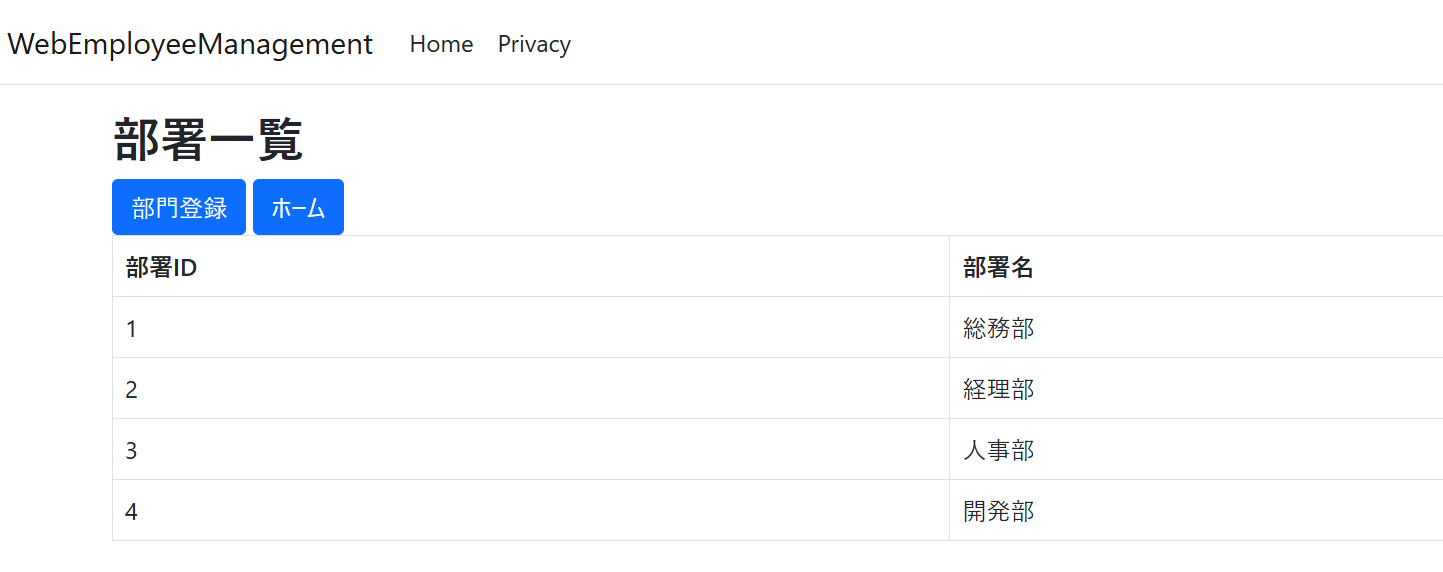 WebEmployeeManagement Home Privacy
部署一覧
部門登録 ホーム
部署ID 部署名
1 総務部
2 経理部
3 人事部
4 開発部